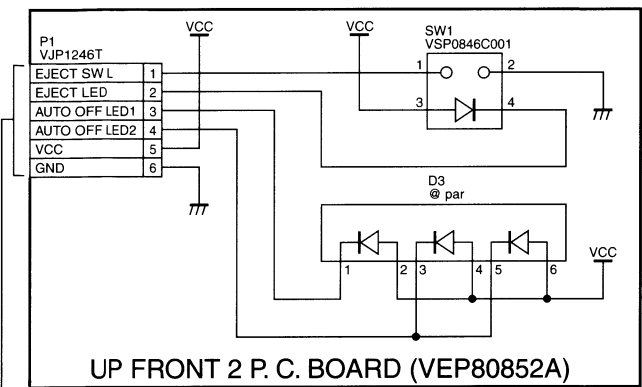 P1
VJP1246T
EJECT SW L 1
EJECT LED 2
AUTO OFF LED1 3
AUTO OFF LED2 4
VCC 5
GND 6
VCC
VCC
SW1
VSP0846C001
1 2
3 4
D3
@ par
1 2 3 4 5 6
VCC
UP FRONT 2 P. C. BOARD (VEP80852A)